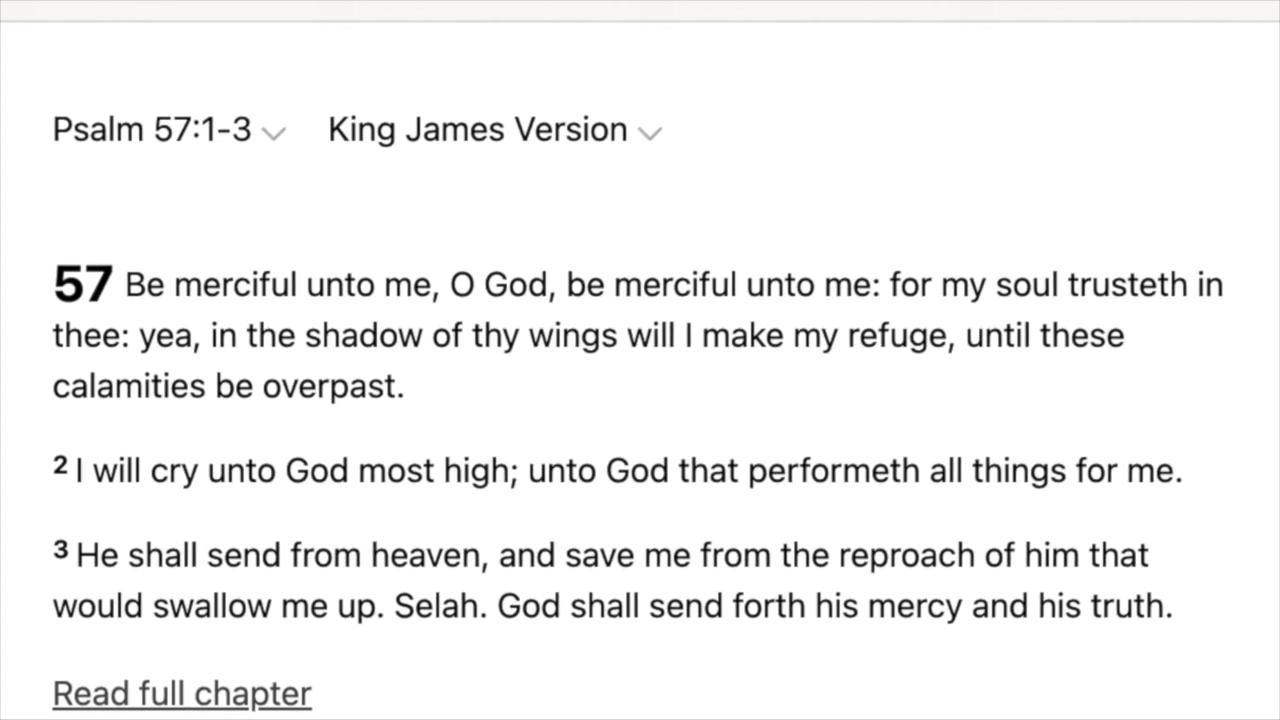 Psalm 57:1-3 King James Version
57 Be merciful unto me, O God, be merciful unto me: for my soul trusteth in
thee: yea, in the shadow of thy wings will I make my refuge, until these
calamities be overpast.
2 I will cry unto God most high; unto God that performeth all things for me.
3 He shall send from heaven, and save me from the reproach of him that
would swallow me up. Selah. God shall send forth his mercy and his truth.
Read full chapter